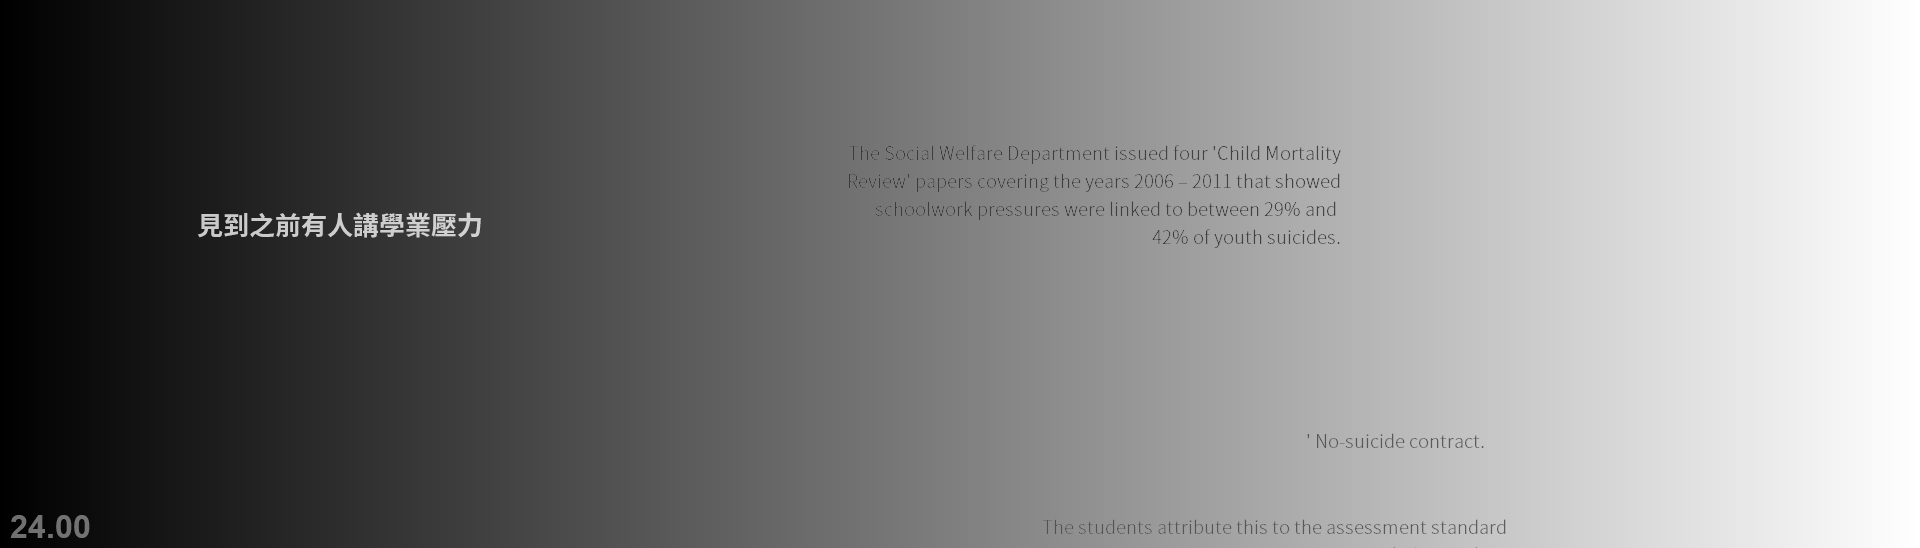 The Social Welfare Department issued four 'Child Mortality
Review' papers covering the years 2006 – 2011 that showed
schoolwork pressures were linked to between 29% and
42% of youth suicides.
見到之前有人講學業壓力
' No-suicide contract.
The students attribute this to the assessment standard
24.00